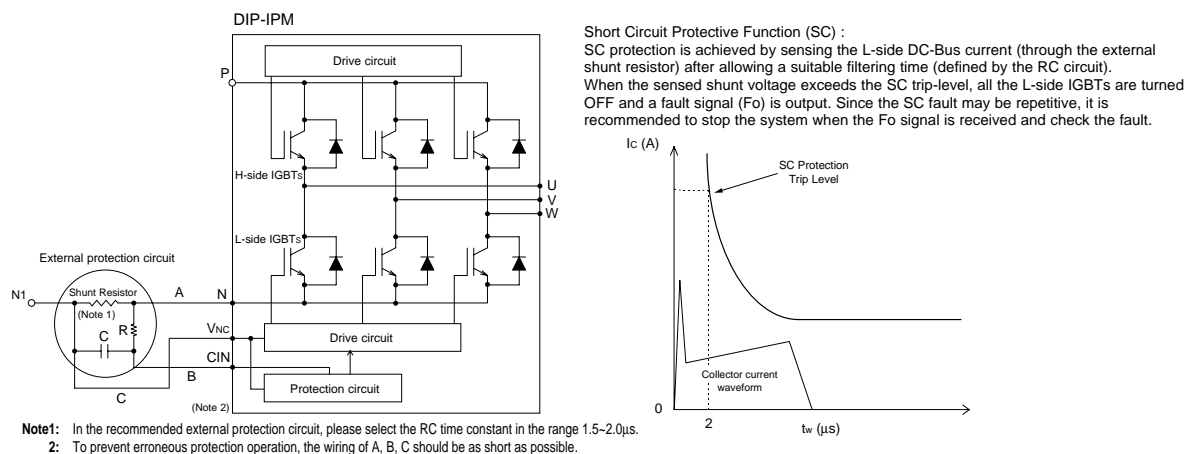 DIP-IPM
Drive circuit
P
H-side IGBTS
U
V
W
L-side IGBTS
External protection circuit
N1
Shunt Resistor
A
N
(Note 1)
R
C
VNC
Drive circuit
CIN
B
Protection circuit
C
(Note 2)
Short Circuit Protective Function (SC) :
SC protection is achieved by sensing the L-side DC-Bus current (through the external
shunt resistor) after allowing a suitable filtering time (defined by the RC circuit).
When the sensed shunt voltage exceeds the SC trip-level, all the L-side IGBTs are turned
OFF and a fault signal (Fo) is output. Since the SC fault may be repetitive, it is
recommended to stop the system when the Fo signal is received and check the fault.
IC (A)
SC Protection
Trip Level
Collector current
waveform
0
2
tw (μs)
Note1: In the recommended external protection circuit, please select the RC time constant in the range 1.5~2.0μs.
2: To prevent erroneous protection operation, the wiring of A, B, C should be as short as possible.